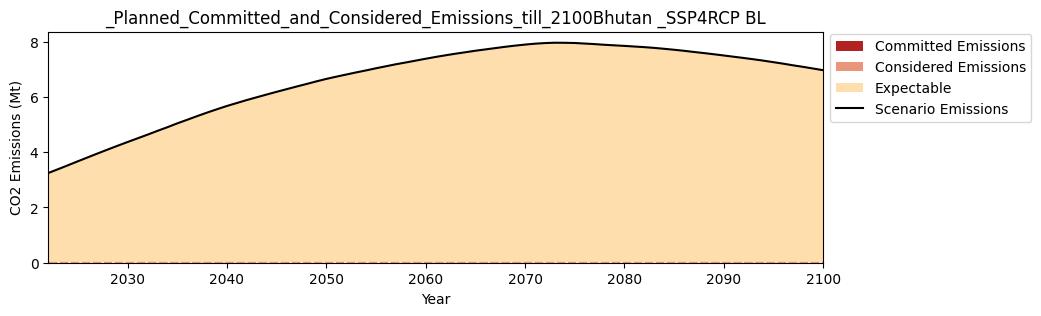 _Planned_Committed_and_Considered_Emissions_till_2100Bhutan _SSP4RCP BL
8
6
4
2
0
CO2 Emissions (Mt)
2030 2040 2050 2060 2070 2080 2090 2100
Year
Committed Emissions
Considered Emissions
Expectable
Scenario Emissions